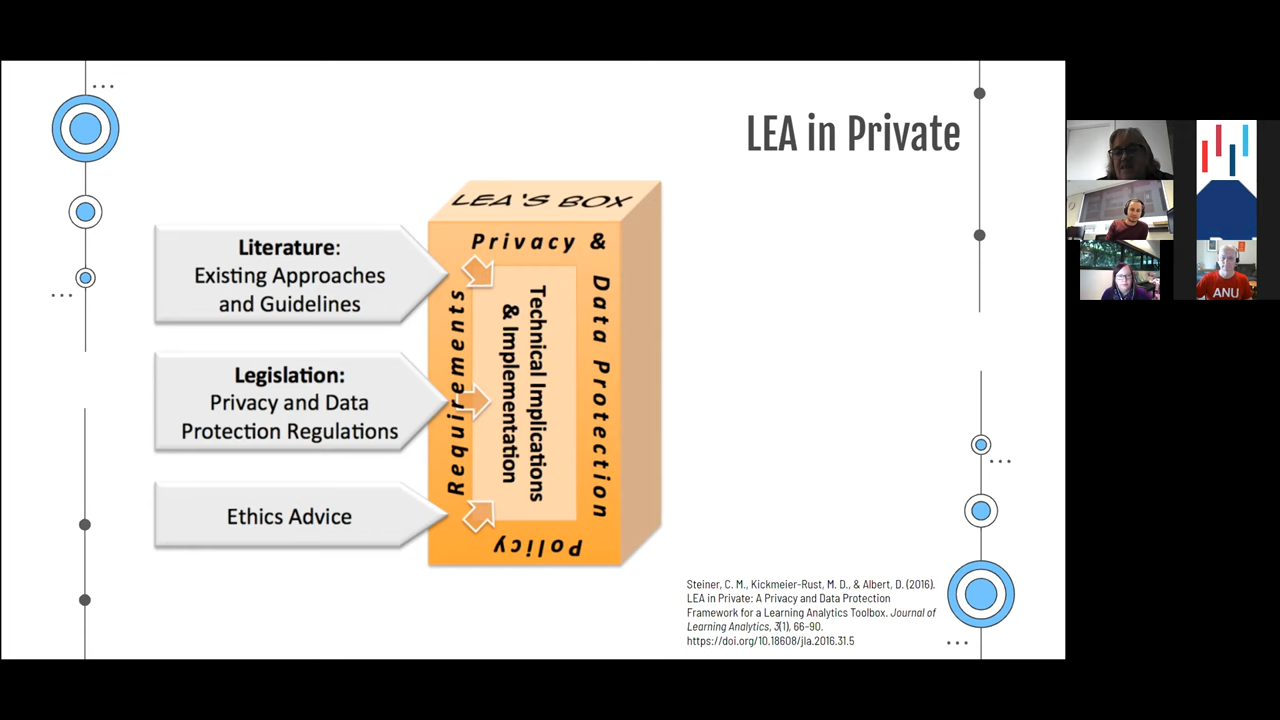 LEA in Private
LEA'S BOX
Privacy &
Data Protection
Policy
Requirements
Technical Implications
& Implementation
Literature:
Existing Approaches
and Guidelines
Legislation:
Privacy and Data
Protection Regulations
Ethics Advice
Steiner, C. M., Kickmeier-Rust, M. D., & Albert, D. (2016).
LEA in Private: A Privacy and Data Protection
Framework for a Learning Analytics Toolbox. Journal of
Learning Analytics, 3(1), 66-90.
https://doi.org/10.18608/jla.2016.31.5
ANU